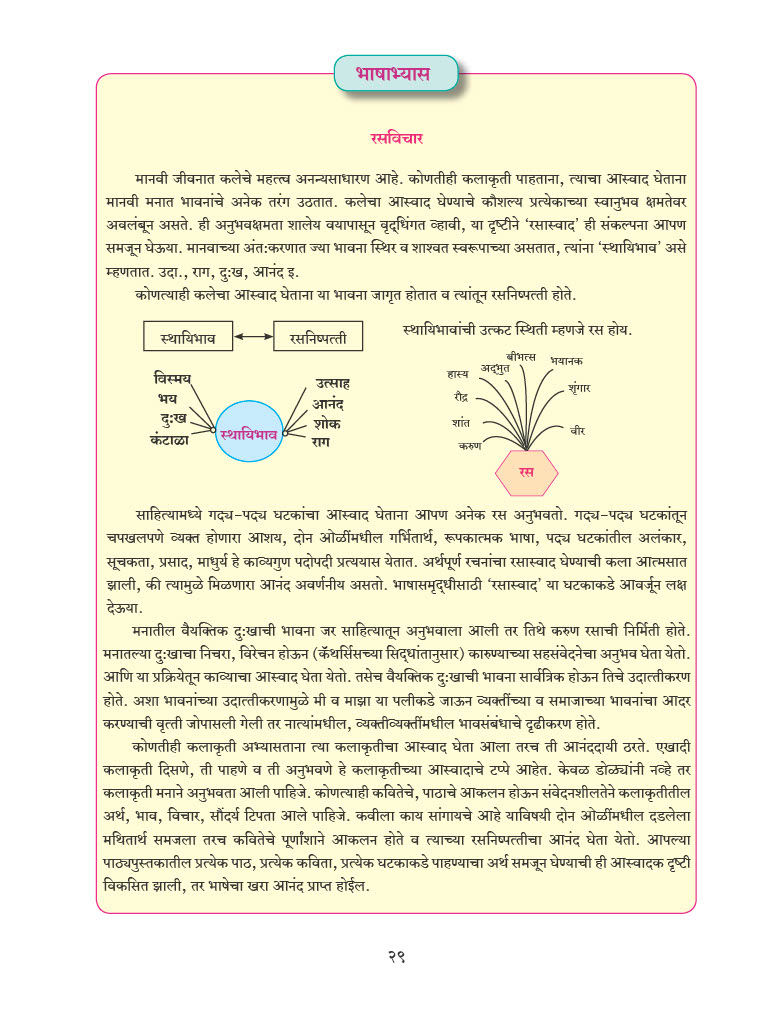 भाषाभ्यास
रसविचार
मानवी जीवनात कलेचे महत्त्व अनन्यसाधारण आहे. कोणतीही कलाकृती पाहताना, त्याचा आस्वाद घेताना
मानवी मनात भावनांचे अनेक तरंग उठतात. कलेचा आस्वाद घेण्याचे कौशल्य प्रत्येकाच्या स्वानुभव क्षमतेवर
अवलंबून असते. ही अनुभवक्षमता शालेय वयापासून वृद्धिंगत व्हावी, या दृष्टीने ‘रसास्वाद’ ही संकल्पना आपण
समजून घेऊया. मानवाच्या अंत:करणात ज्या भावना स्थिर व शाश्वत स्वरूपाच्या असतात, त्यांना ‘स्थायिभाव’ असे
म्हणतात. उदा., राग, दु:ख, आनंद इ.
कोणत्याही कलेचा आस्वाद घेताना या भावना जागृत होतात व त्यांतून रसनिष्पत्ती होते.
स्थायिभाव रसनिष्पत्ती
स्थायिभावांची उत्कट स्थिती म्हणजे रस होय.
विस्मय
भय
दु:ख
कंटाळा
स्थायिभाव
उत्साह
आनंद
शोक
राग
करुण
शांत
रौद्र
हास्य
अद्भुत
बीभत्स
भयानक
शृंगार
वीर
रस
साहित्यामध्ये गद्य-पद्य घटकांचा आस्वाद घेताना आपण अनेक रस अनुभवतो. गद्य-पद्य घटकांतून
चपखलपणे व्यक्त होणारा आशय, दोन ओळींमधील गर्भितार्थ, रूपकात्मक भाषा, पद्य घटकांतील अलंकार,
सूचकता, प्रसाद, माधुर्य हे काव्यगुण पदोपदी प्रत्ययास येतात. अर्थपूर्ण रचनांचा रसास्वाद घेण्याची कला आत्मसात
झाली, की त्यामुळे मिळणारा आनंद अवर्णनीय असतो. भाषासमृद्धीसाठी ‘रसास्वाद’ या घटकाकडे आवर्जून लक्ष
देऊया.
मनातील वैयक्तिक दु:खाची भावना जर साहित्यातून अनुभवाला आली तर तिथे करुण रसाची निर्मिती होते.
मनातल्या दु:खाचा निचरा, विरेचन होऊन (कॅथर्सिसच्या सिद्धांतानुसार) कारुण्याच्या सहसंवेदनेचा अनुभव घेता येतो.
आणि या प्रक्रियेतून काव्याचा आस्वाद घेता येतो. तसेच वैयक्तिक दु:खाची भावना सार्वत्रिक होऊन तिचे उदात्तीकरण
होते. अशा भावनांच्या उदात्तीकरणामुळे मी व माझा या पलीकडे जाऊन व्यक्तींच्या व समाजाच्या भावनांचा आदर
करण्याची वृत्ती जोपासली गेली तर नात्यांमधील, व्यक्तीव्यक्तींमधील भावसंबंधाचे दृढीकरण होते.
कोणतीही कलाकृती अभ्यासताना त्या कलाकृतीचा आस्वाद घेता आला तरच ती आनंददायी ठरते. एखादी
कलाकृती दिसणे, ती पाहणे व ती अनुभवणे हे कलाकृतीच्या आस्वादाचे टप्पे आहेत. केवळ डोळ्यांनी नव्हे तर
कलाकृती मनाने अनुभवता आली पाहिजे. कोणत्याही कवितेचे, पाठाचे आकलन होऊन संवेदनशीलतेने कलाकृतीतील
अर्थ, भाव, विचार, सौंदर्य टिपता आले पाहिजे. कवीला काय सांगायचे आहे याविषयी दोन ओळींमधील दडलेला
मथितार्थ समजला तरच कवितेचे पूर्णांशाने आकलन होते व त्याच्या रसनिष्पत्तीचा आनंद घेता येतो. आपल्या
पाठ्यपुस्तकातील प्रत्येक पाठ, प्रत्येक कविता, प्रत्येक घटकाकडे पाहण्याचा अर्थ समजून घेण्याची ही आस्वादक दृष्टी
विकसित झाली, तर भाषेचा खरा आनंद प्राप्त होईल.
२९